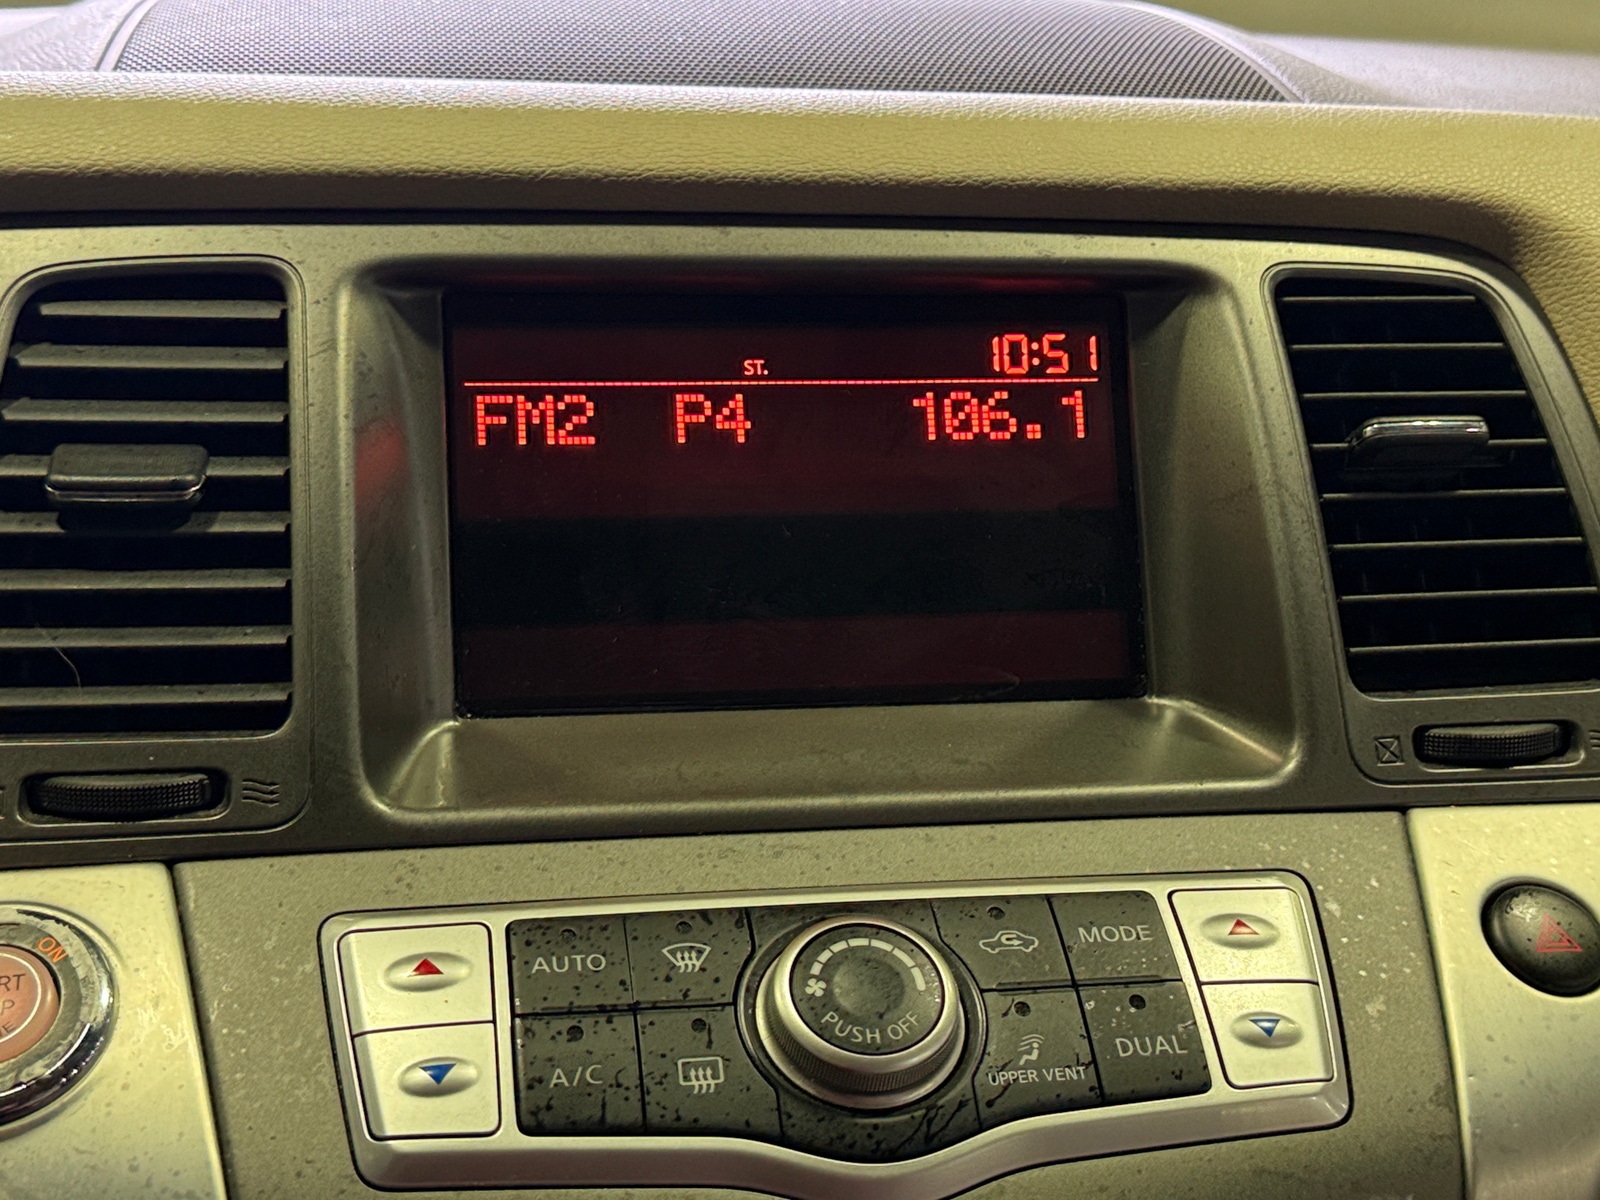 ST. 10:51
FM2 P4 106.1
AUTO
MODE
PUSH OFF
A/C
UPPER VENT
DUAL
ON